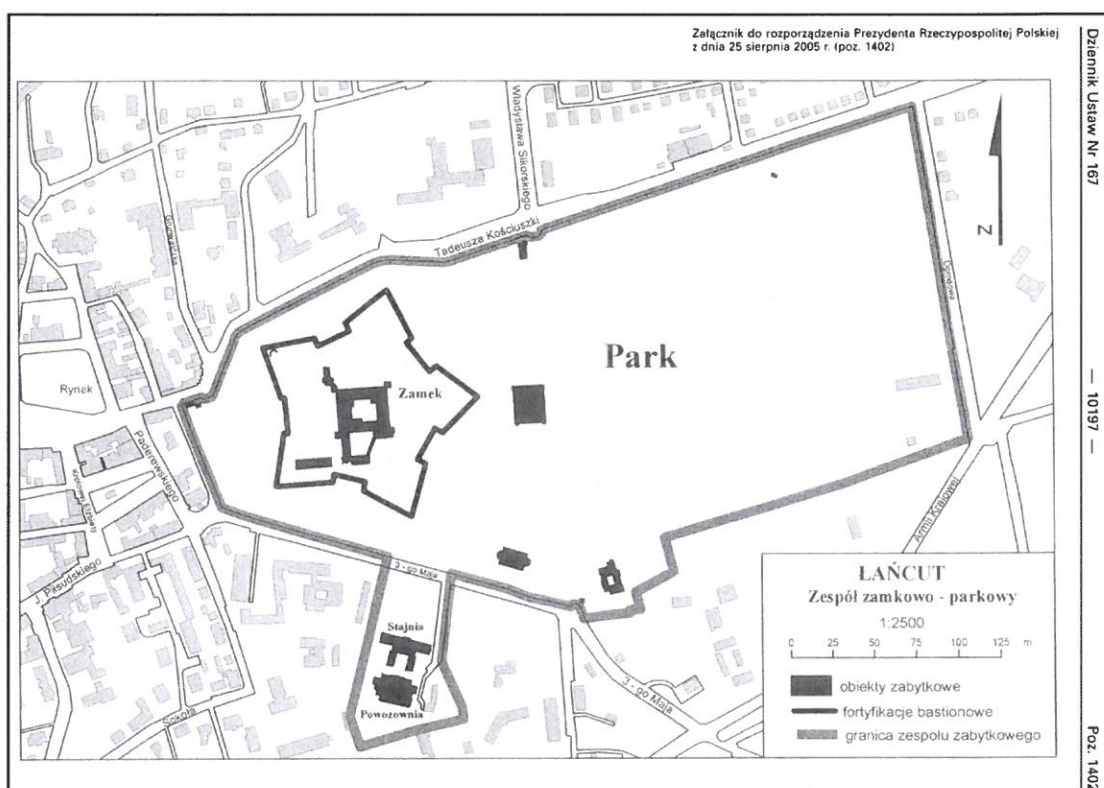 Załącznik do rozporządzenia Prezydenta Rzeczypospolitej Polskiej
z dnia 25 sierpnia 2005 r. (poz. 1402)
Dziennik Ustaw Nr 167
— 10197 —
Poz. 1402
Władysława Sikorskiego
Tadeusza Kościuszki
Ogrodowa
Z
Park
Zamek
Rynek
Paderewskiego
Królowej Elżbiety
J. Piłsudskiego
3 - go Maja
Armii Krajowej
Stajnia
Powozownia
Sokoła
3 - go Maja
ŁAŃCUT
Zespół zamkowo - parkowy
1:2500
0 25 50 75 100 125 m
obiekty zabytkowe
fortyfikacje bastionowe
granica zespołu zabytkowego